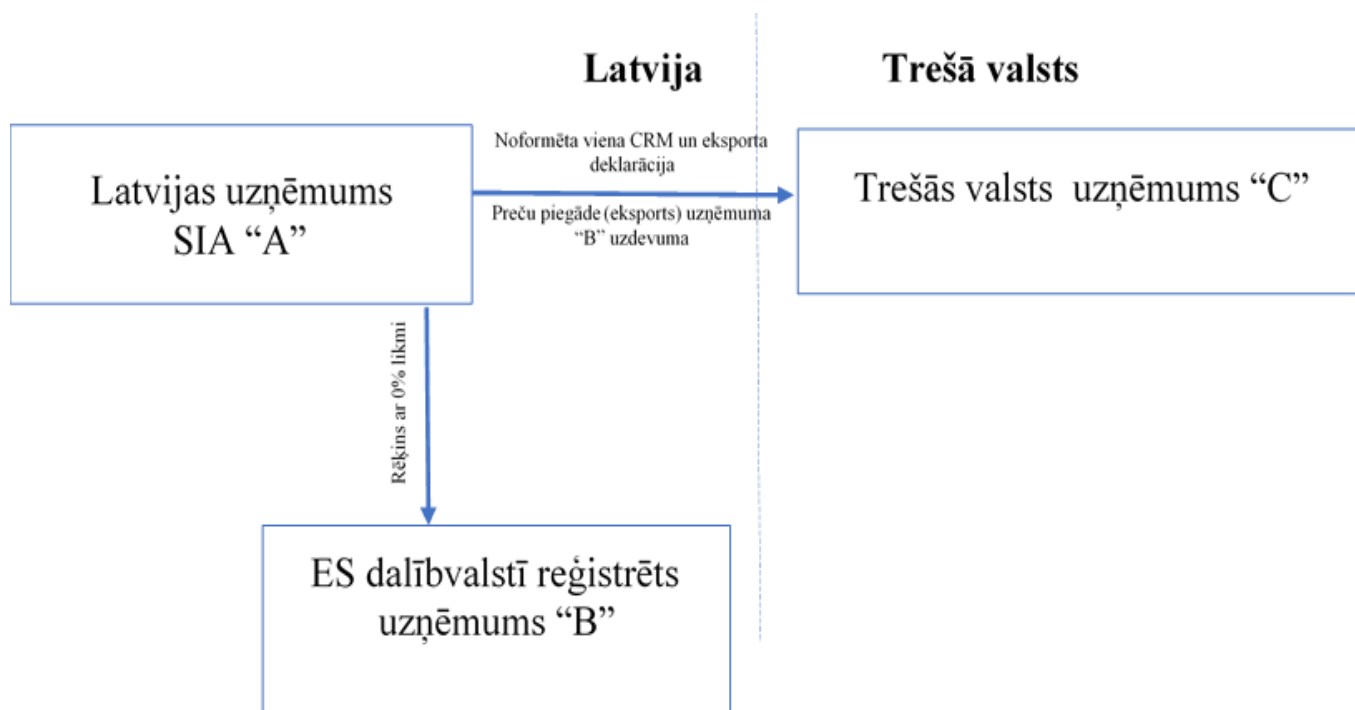 Latvija
Trešā valsts
Noformēta viena CRM un eksporta
deklarācija
Latvijas uzņēmums
SIA “A”
Preču piegāde (eksports) uzņēmuma
“B” uzdevuma
Trešās valsts uzņēmums “C”
Rēķins ar 0% likmi
ES dalībvalstī reģistrēts
uzņēmums “B”